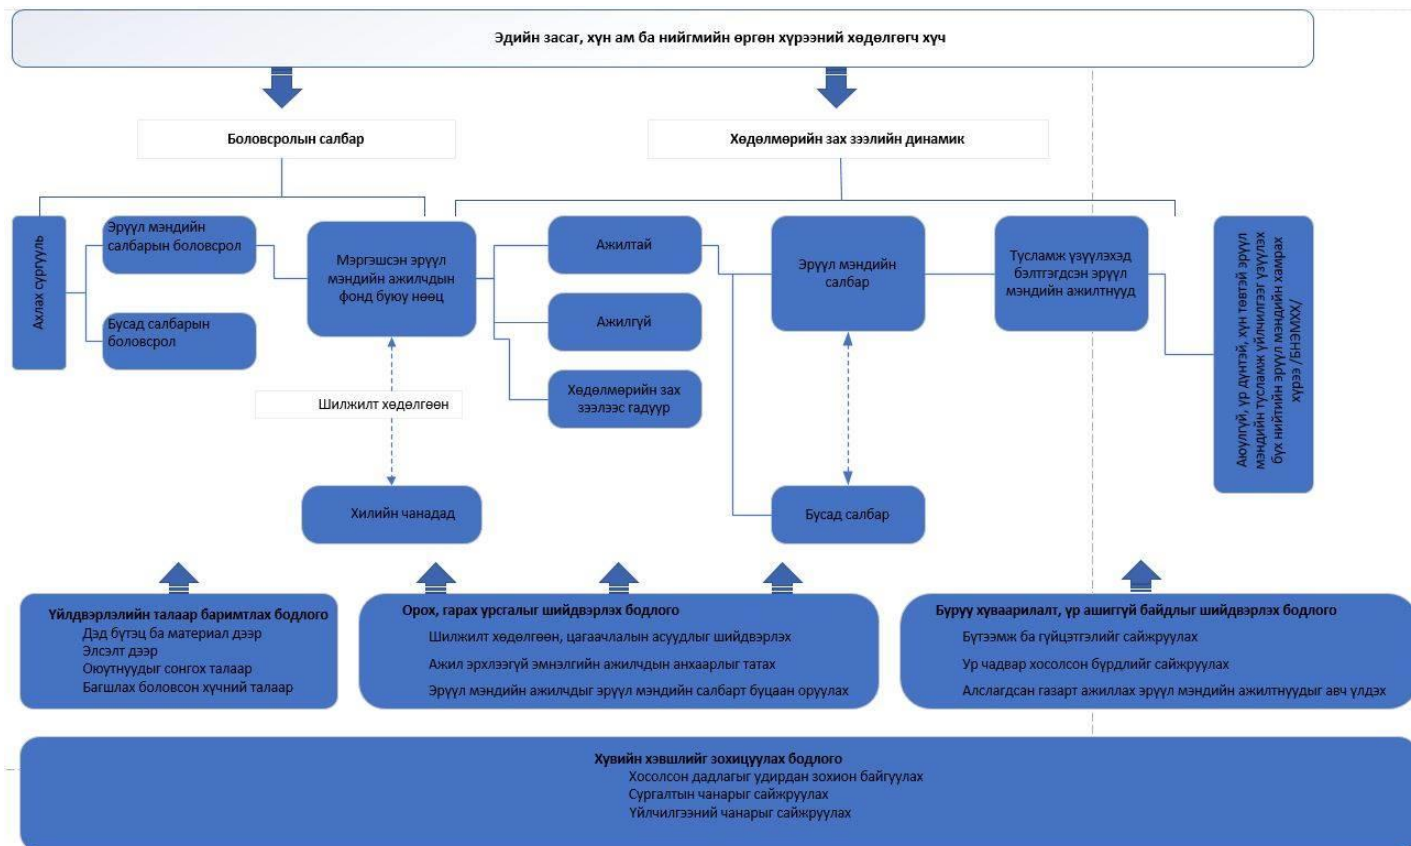 Эдийн засаг, хүн ам ба нийгмийн өргөн хүрээний хөдөлгөгч хүч
Боловсролын салбар
Хөдөлмөрийн зах зээлийн динамик
Ахлах сургууль
Эрүүл мэндийн
салбарын боловсрол
Бусад салбарын
боловсрол
Мэргэшсэн эрүүл
мэндийн ажилчдын
фонд буюу нөөц
Ажилтай
Ажилгүй
Хөдөлмөрийн зах
зээлээс гадуур
Эрүүл мэндийн
салбар
Тусламж үзүүлэхэд
бэлтгэгдсэн эрүүл
мэндийн ажилтнууд
Аюулгүй, үр дүнтэй, хүн төвтэй эрүүл
мэндийн тусламж үйлчилгээг үзүүлэх
бүх нийтийн эрүүл мэндийн хамрах
хүрээ /БНЭМХХ/
Шилжилт хөдөлгөөн
Хилийн чанадад
Бусад салбар
Үйлдвэрлэлийн талаар баримтлах бодлого
Дэд бүтэц ба материал дээр
Элсэлт дээр
Оюутнуудыг сонгох талаар
Багшлах боловсон хүчний талаар
Орох, гарах урсгалыг шийдвэрлэх бодлого
Шилжилт хөдөлгөөн, цагаачлалын асуудлыг шийдвэрлэх
Ажил эрхлээгүй эмнэлгийн ажилчдын анхаарлыг татах
Эрүүл мэндийн ажилчдыг эрүүл мэндийн салбарт буцаан оруулах
Буруу хуваарилалт, үр ашиггүй байдлыг шийдвэрлэх бодлого
Бүтээмж ба гүйцэтгэлийг сайжруулах
Ур чадвар хосолсон бүрдлийг сайжруулах
Алслагдсан газарт ажиллах эрүүл мэндийн ажилтнуудыг авч үлдэх
Хувийн хэвшлийг зохицуулах бодлого
Хосолсон дадлагыг удирдан зохион байгуулах
Сургалтын чанарыг сайжруулах
Үйлчилгээний чанарыг сайжруулах